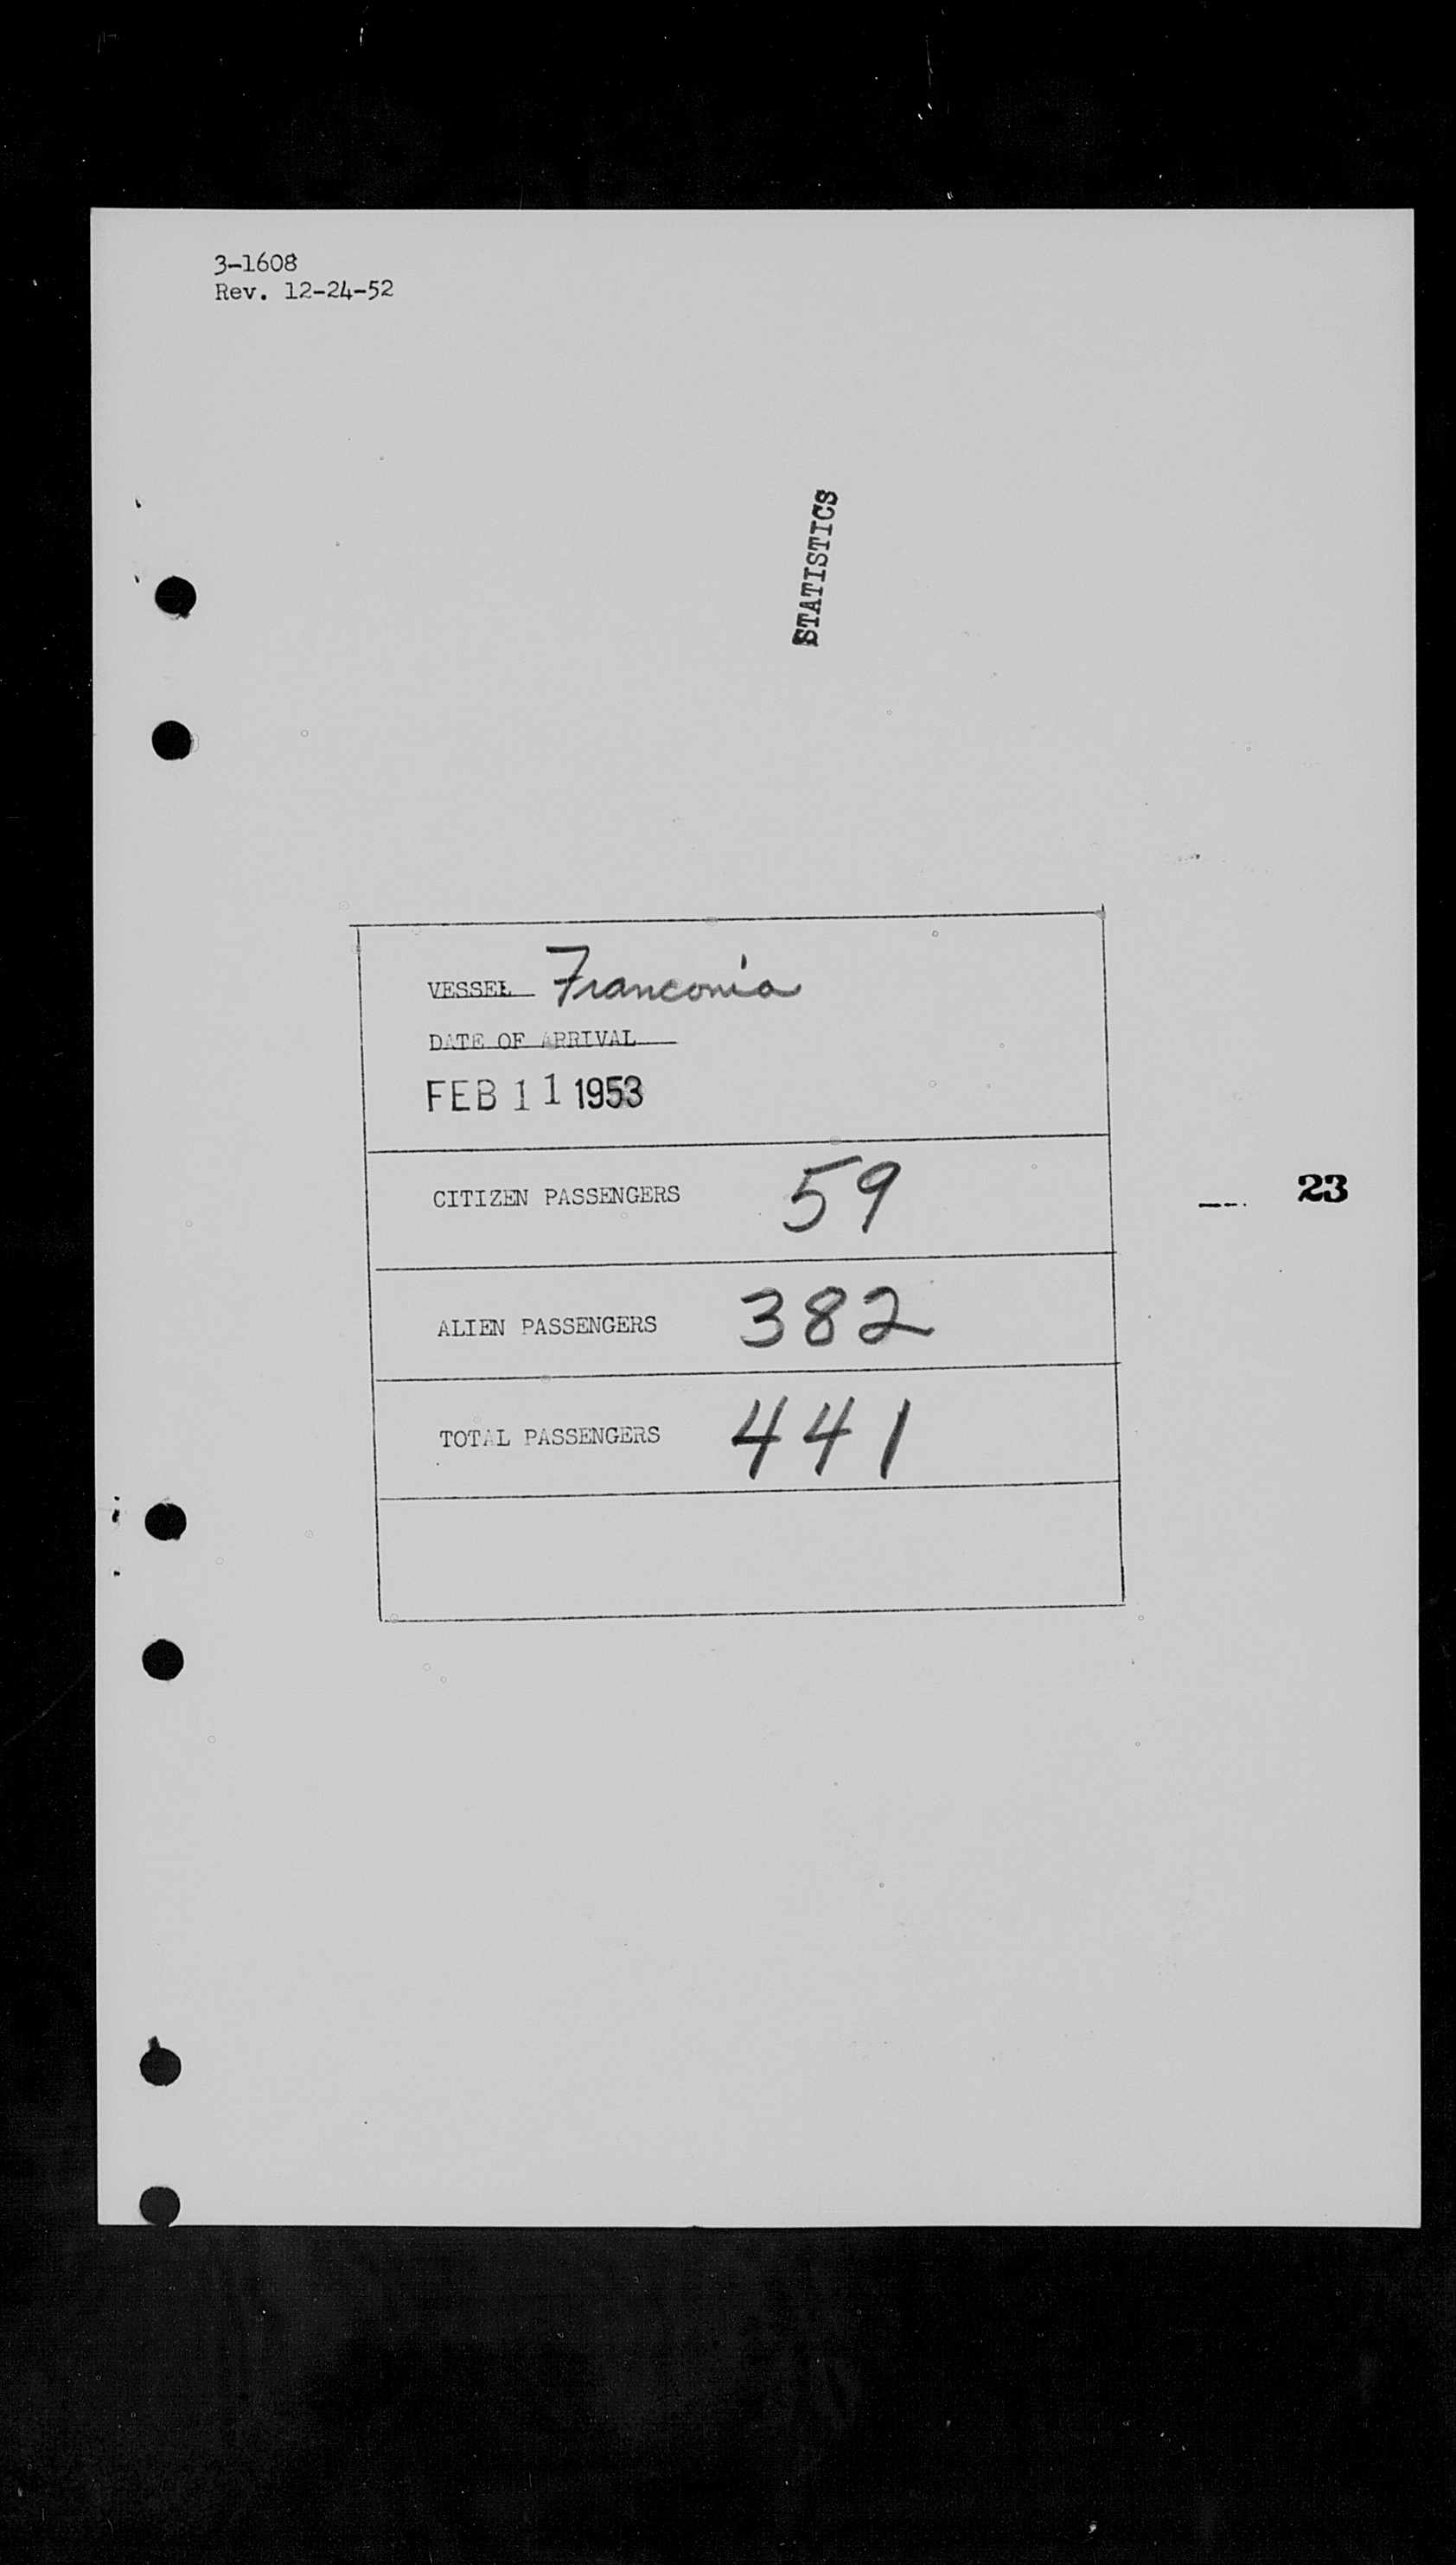 3-1608
Rev. 12-24-52
STATISTICS
VESSEL Franconia
DATE OF ARRIVAL
FEB 11 1953
CITIZEN PASSENGERS 59
23
ALIEN PASSENGERS 382
TOTAL PASSENGERS 441